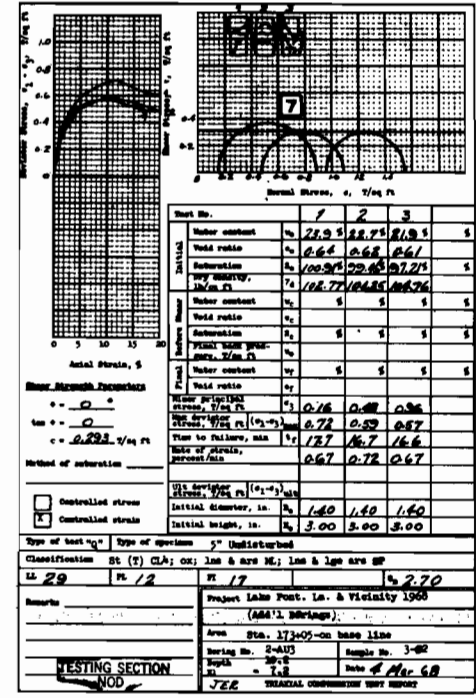 7
Deviator Stress, σ1 - σ3, T/sq ft
Shear Stress, τ, T/sq ft
Normal Stress, σ, T/sq ft
Axial Strain, %
Test No. 1 2 3
Initial
Water content w₀ 23.9 % 22.7 % 21.9 % %
Void ratio e₀ 0.64 0.62 0.61
Saturation S₀ 100.9 % 99.4 % 97.21 % %
Dry density, lb/cu ft γd 102.77 104.25 104.76
Before Shear
Water content wc % % % %
Void ratio ec
Saturation Sc % % % %
Final back pressure, T/sq ft u₀
Final
Water content wf % % % %
Void ratio ef
Minor principal stress, T/sq ft σ3 0.16 0.48 0.96
Max deviator stress, T/sq ft (σ1-σ3)max 0.72 0.59 0.57
Time to failure, min tf 17.7 16.7 16.6
Rate of strain, percent/min 0.67 0.72 0.67
Ult deviator stress, T/sq ft (σ1-σ3)ult
Initial diameter, in. D₀ 1.40 1.40 1.40
Initial height, in. H₀ 3.00 3.00 3.00
Shear Strength Parameters
φ = 0 °
tan φ = 0
c = 0.293 T/sq ft
Method of saturation
Controlled stress
X Controlled strain
Type of test "Q" Type of specimen 5" Undisturbed
Classification St (T) CL4; ox; lns & ars ML; lns & lge ars SP
LL 29 PL 12 PI 17 Gs 2.70
Remarks
Project Lake Pont. La. & Vicinity 1968
(Add'l Borings)
Area Sta. 173+05-on base line
Boring No. 2-AU3 Sample No. 3-B2
Depth
El - 7.2 Date 4 Mar 68
JER TRIAXIAL COMPRESSION TEST REPORT
TESTING SECTION
NOD